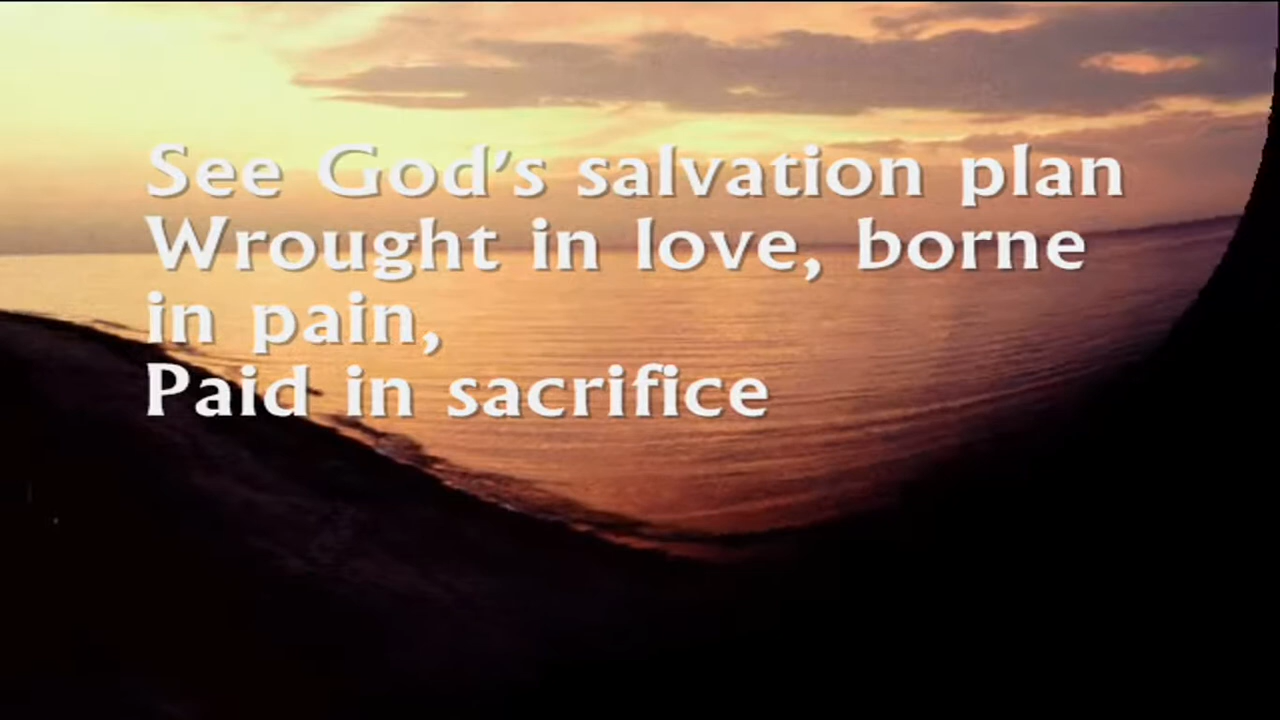 See God's salvation plan
Wrought in love, borne
in pain,
Paid in sacrifice